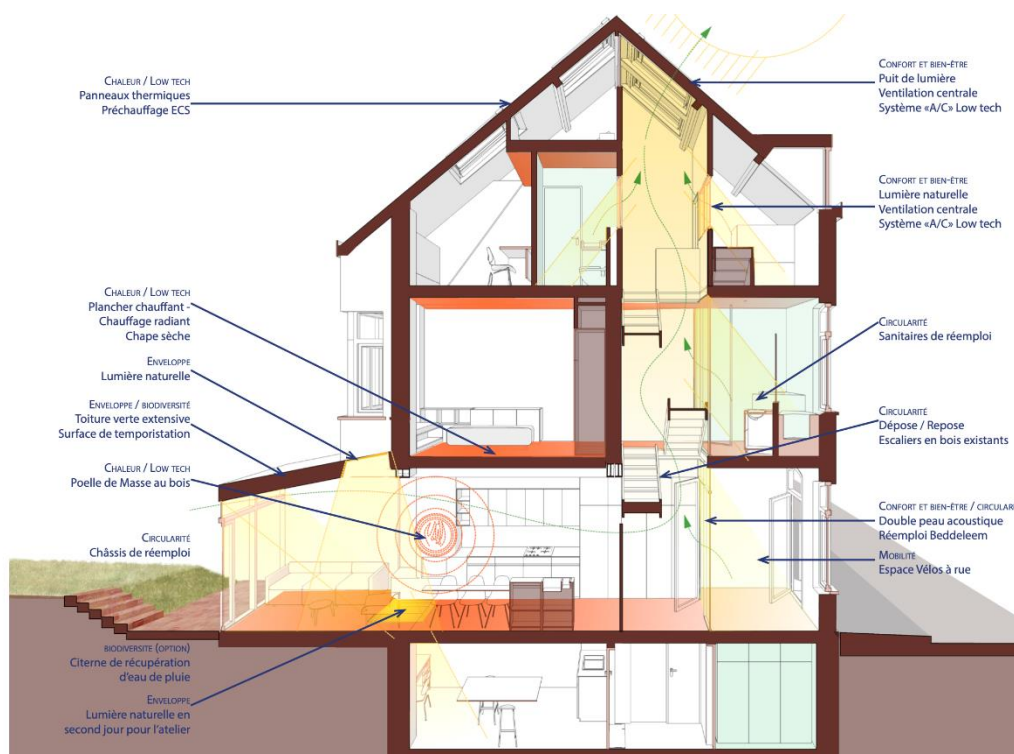 Chaleur / Low tech
Panneaux thermiques
Préchauffage ECS
Chaleur / Low tech
Plancher chauffant -
Chauffage radiant
Chape sèche
Enveloppe
Lumière naturelle
Enveloppe / biodiversité
Toiture verte extensive
Surface de temporistation
Chaleur / Low tech
Poelle de Masse au bois
Circularité
Châssis de réemploi
biodiversité (option)
Citerne de récupération
d'eau de pluie
Enveloppe
Lumière naturelle en
second jour pour l'atelier
Confort et bien-être
Puit de lumière
Ventilation centrale
Système «A/C» Low tech
Confort et bien-être
Lumière naturelle
Ventilation centrale
Système «A/C» Low tech
Circularité
Sanitaires de réemploi
Circularité
Dépose / Repose
Escaliers en bois existants
Confort et bien-être / circular
Double peau acoustique
Réemploi Beddeleem
Mobilité
Espace Vélos à rue